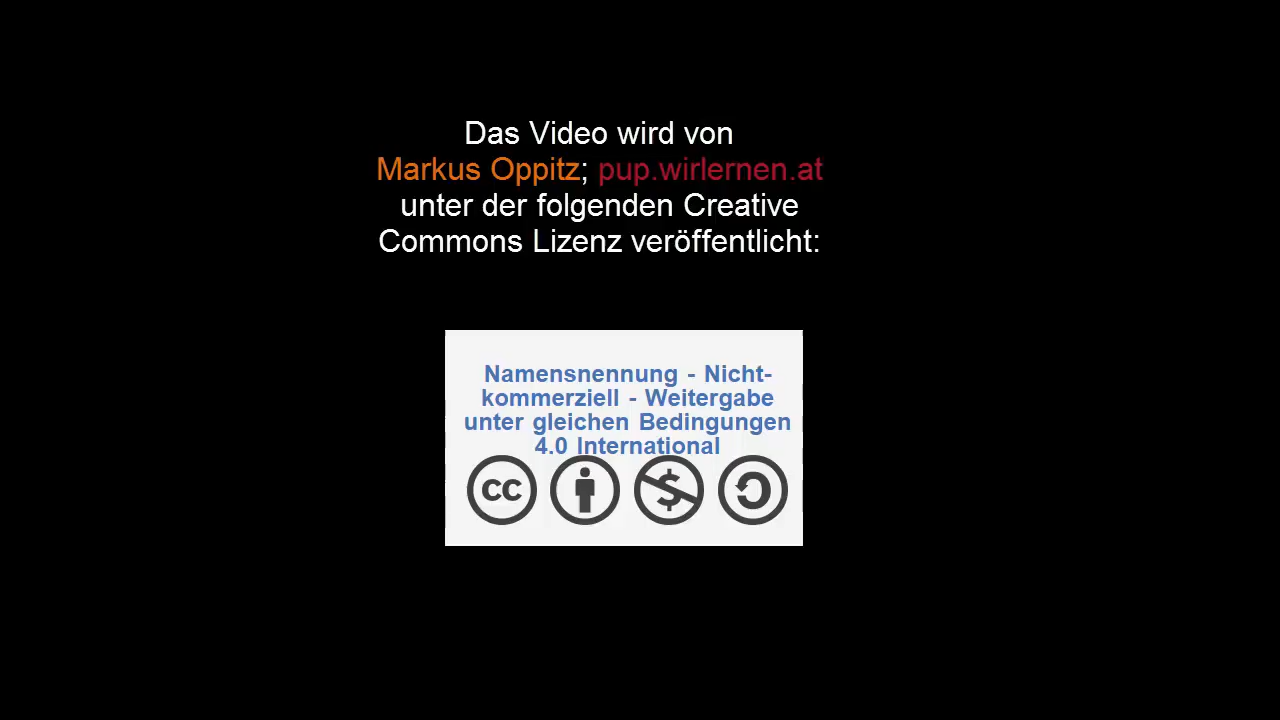 Das Video wird von
Markus Oppitz; pup.wirlernen.at
unter der folgenden Creative
Commons Lizenz veröffentlicht:
Namensnennung - Nicht-
kommerziell - Weitergabe
unter gleichen Bedingungen
4.0 International
cc
$